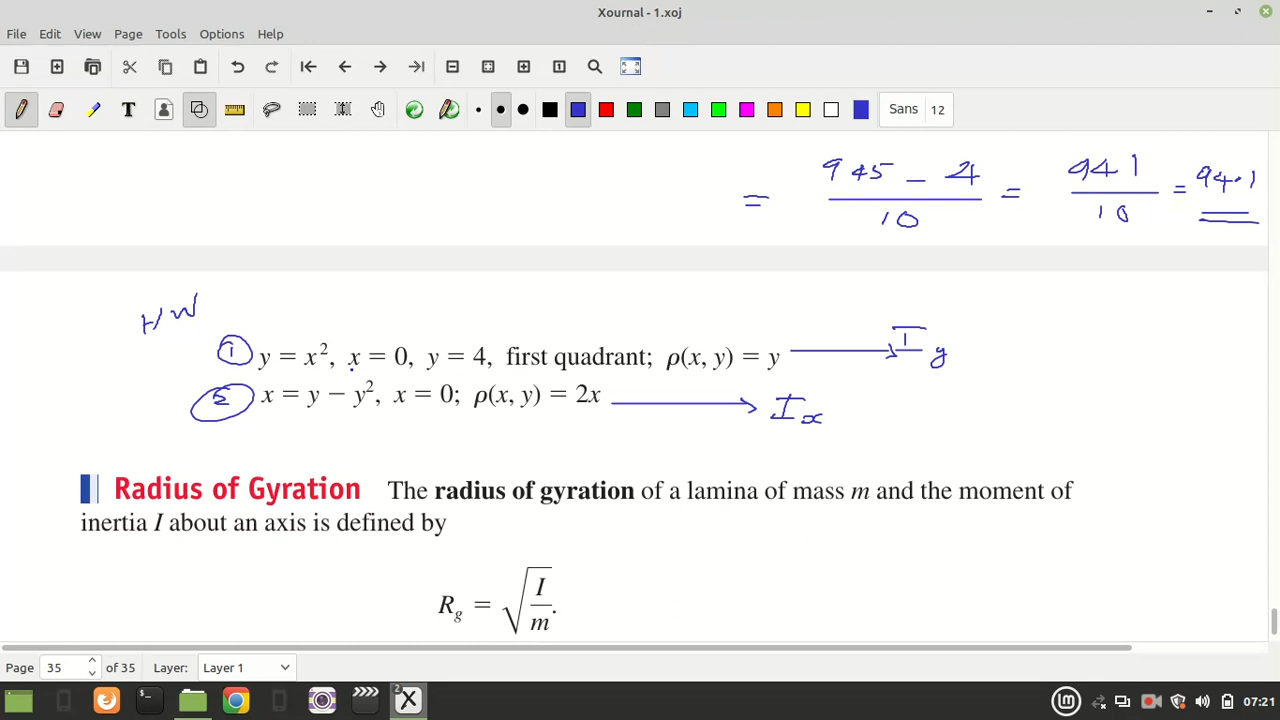 Xournal - 1.xoj
File Edit View Page Tools Options Help
Sans 12
= 945 - 4 / 10 = 941 / 10 = 94.1
H/W
① y = x², x = 0, y = 4, first quadrant; ρ(x, y) = y → I_y
② x = y − y², x = 0; ρ(x, y) = 2x → I_x
Radius of Gyration The radius of gyration of a lamina of mass m and the moment of
inertia I about an axis is defined by
R_g = √(I/m).
Page 35 of 35 Layer: Layer 1
2 07:21